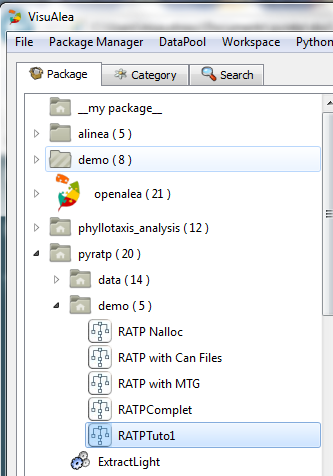 VisuAlea
File Package Manager DataPool Workspace Python
Package Category Search
__my package__
alinea ( 5 )
demo ( 8 )
openalea ( 21 )
phyllotaxis_analysis ( 12 )
pyratp ( 20 )
data ( 14 )
demo ( 5 )
RATP Nalloc
RATP with Can Files
RATP with MTG
RATPComplet
RATPTuto1
ExtractLight